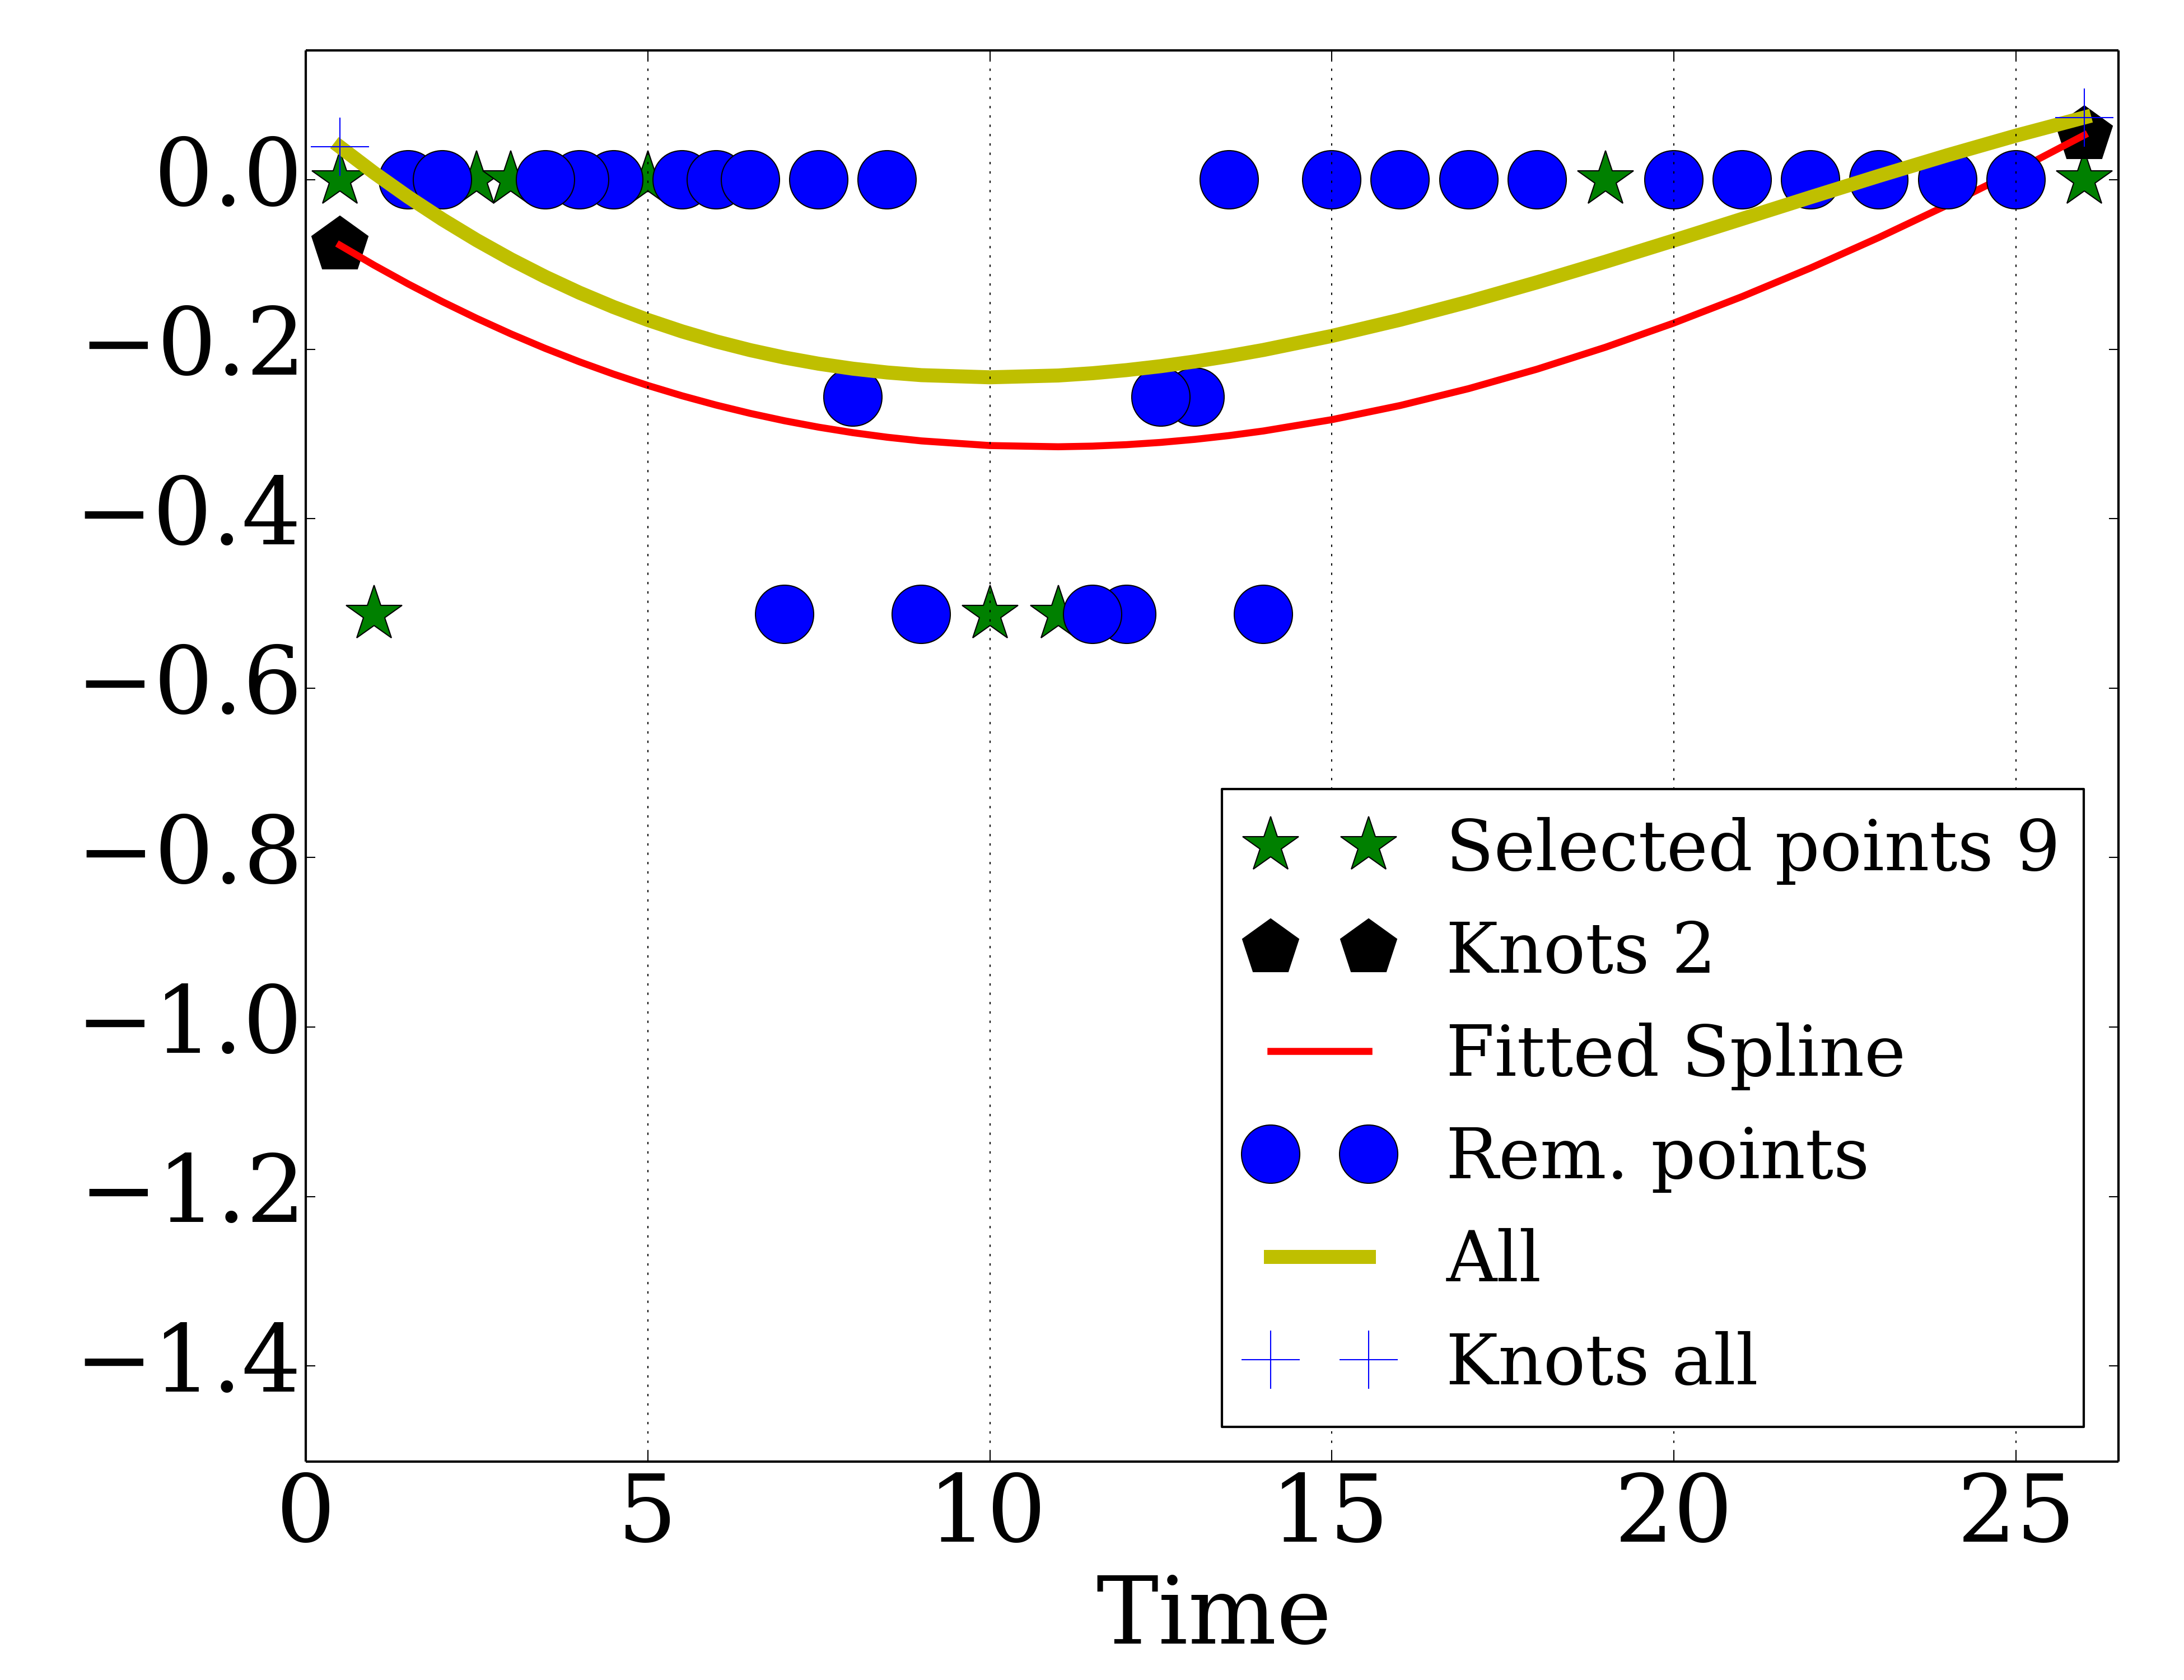 0.0
−0.2
−0.4
−0.6
−0.8
−1.0
−1.2
−1.4
Selected points 9
Knots 2
Fitted Spline
Rem. points
All
Knots all
0 5 10 15 20 25
Time